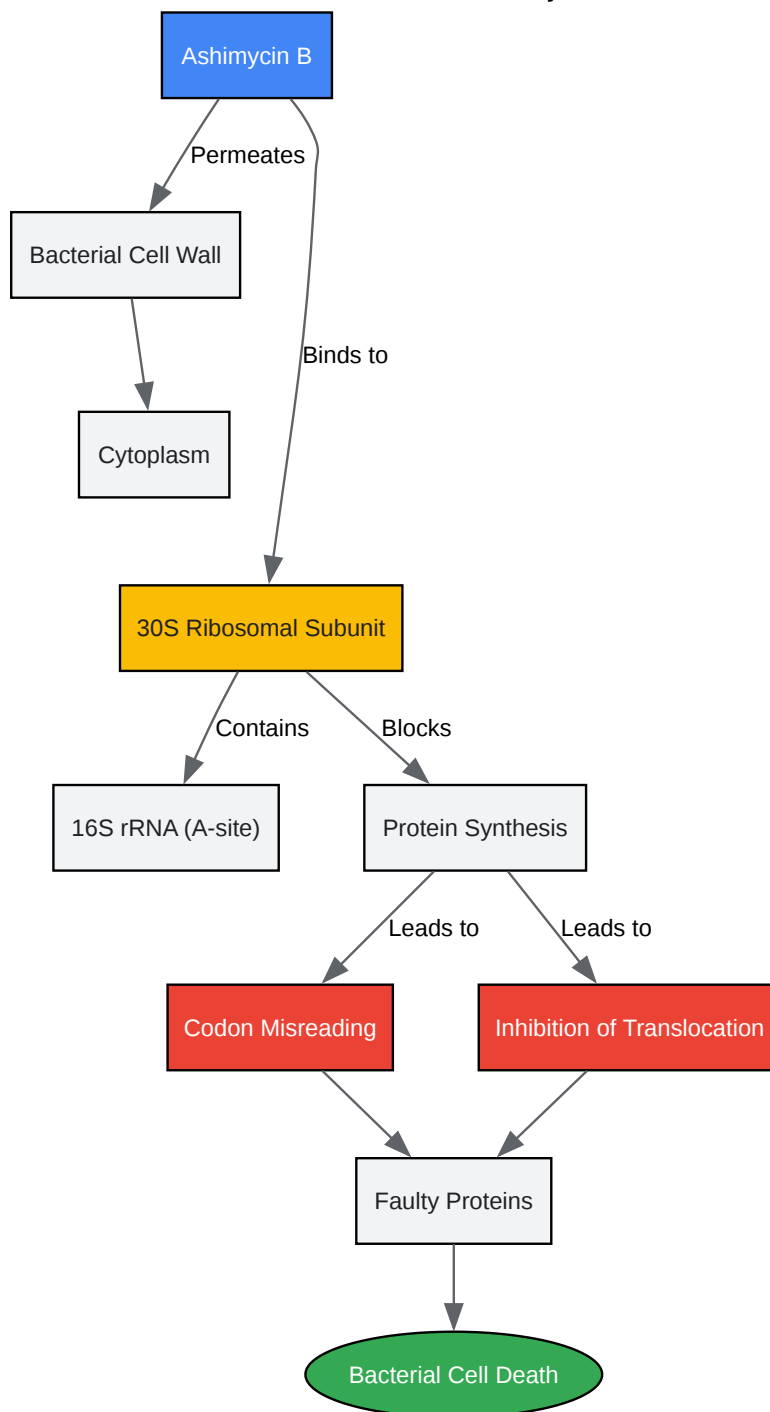 Ashimycin B
Permeates
Bacterial Cell Wall
Binds to
Cytoplasm
30S Ribosomal Subunit
Contains
Blocks
16S rRNA (A-site)
Protein Synthesis
Leads to
Leads to
Codon Misreading
Inhibition of Translocation
Faulty Proteins
Bacterial Cell Death